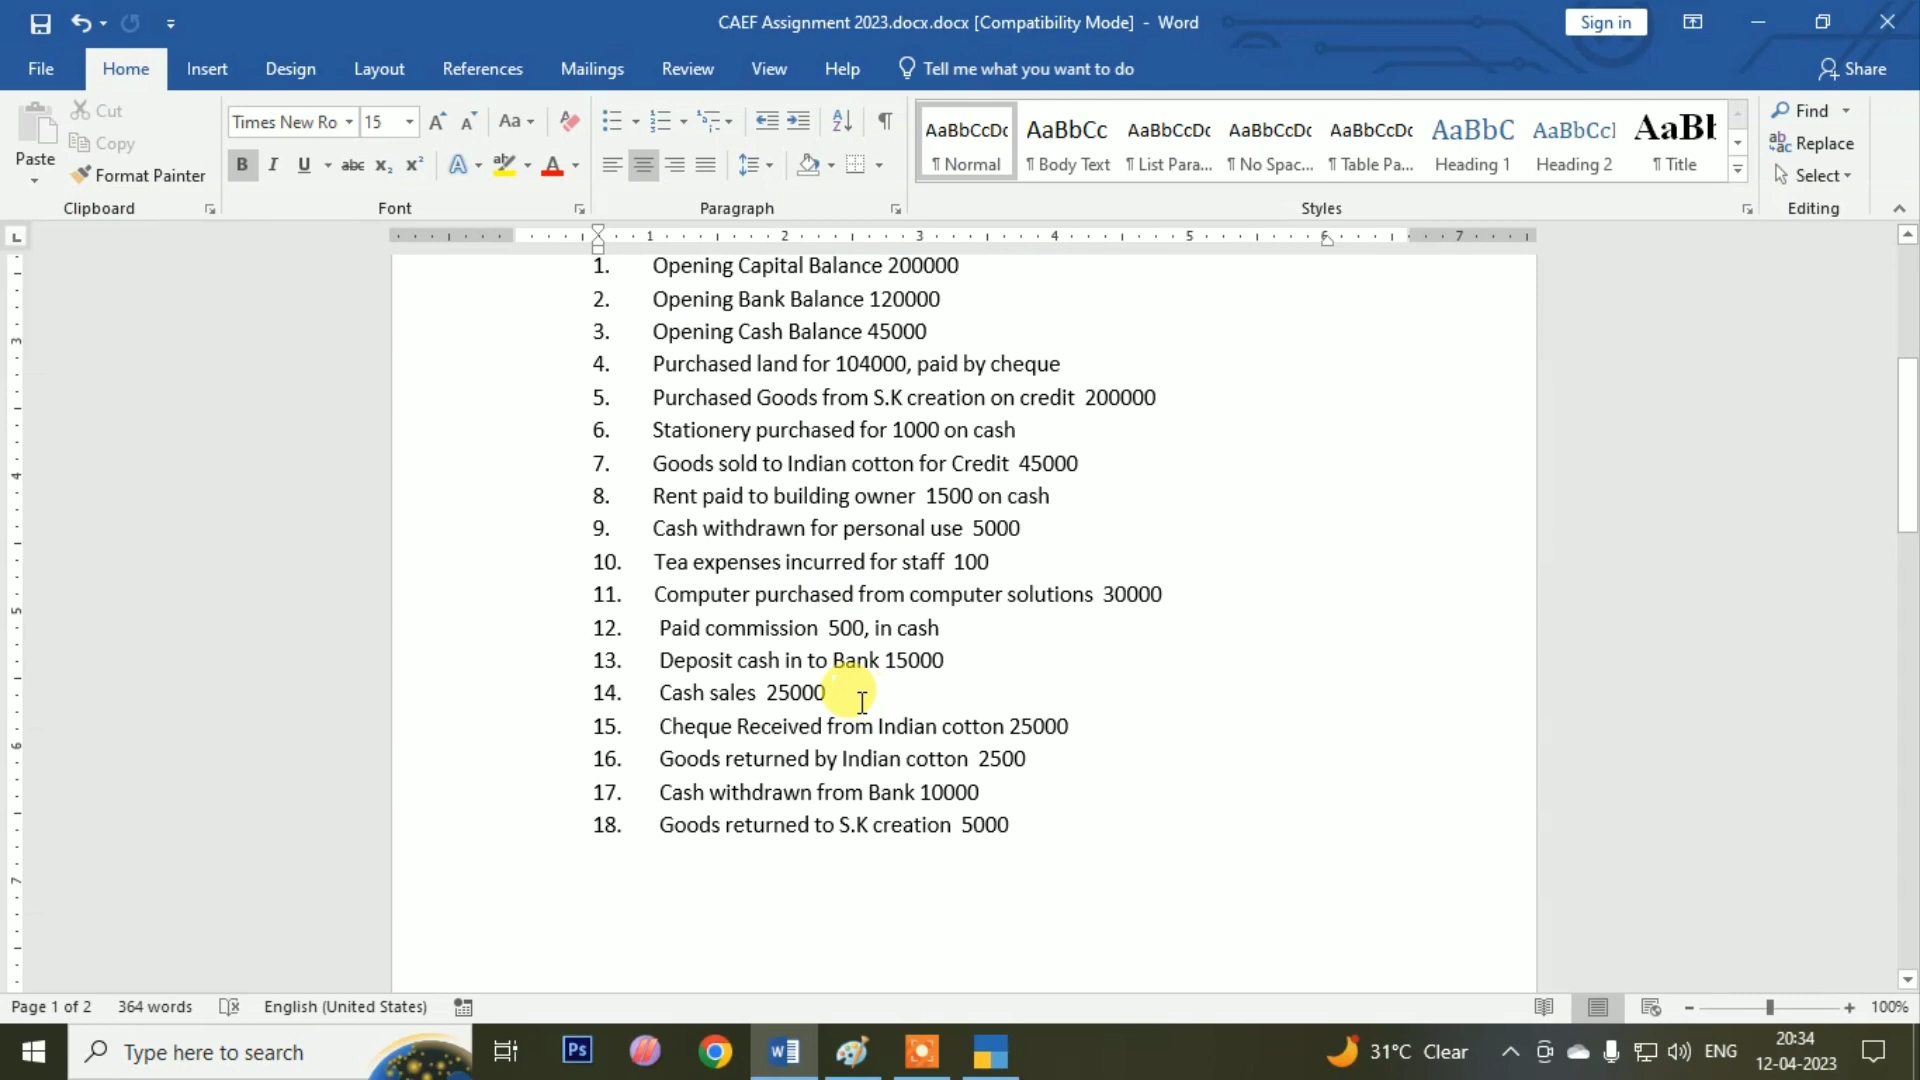 CAEF Assignment 2023.docx.docx [Compatibility Mode] - Word
Sign in
File Home Insert Design Layout References Mailings Review View Help Tell me what you want to do Share
Paste
Cut
Copy
Format Painter
Clipboard
Times New Ro 15
Font
Paragraph
AaBbCcDc AaBbCc AaBbCcDc AaBbCcDc AaBbCcDc AaBbC AaBbCcl AaBl
¶ Normal ¶ Body Text ¶ List Para... ¶ No Spac... ¶ Table Pa... Heading 1 Heading 2 ¶ Title
Styles
Find
Replace
Select
Editing
1 2 3 4 5 6 7
1. Opening Capital Balance 200000
2. Opening Bank Balance 120000
3. Opening Cash Balance 45000
4. Purchased land for 104000, paid by cheque
5. Purchased Goods from S.K creation on credit 200000
6. Stationery purchased for 1000 on cash
7. Goods sold to Indian cotton for Credit 45000
8. Rent paid to building owner 1500 on cash
9. Cash withdrawn for personal use 5000
10. Tea expenses incurred for staff 100
11. Computer purchased from computer solutions 30000
12. Paid commission 500, in cash
13. Deposit cash in to Bank 15000
14. Cash sales 25000
15. Cheque Received from Indian cotton 25000
16. Goods returned by Indian cotton 2500
17. Cash withdrawn from Bank 10000
18. Goods returned to S.K creation 5000
Page 1 of 2 364 words English (United States) 100%
Type here to search
Ps
31°C Clear
ENG
20:34
12-04-2023